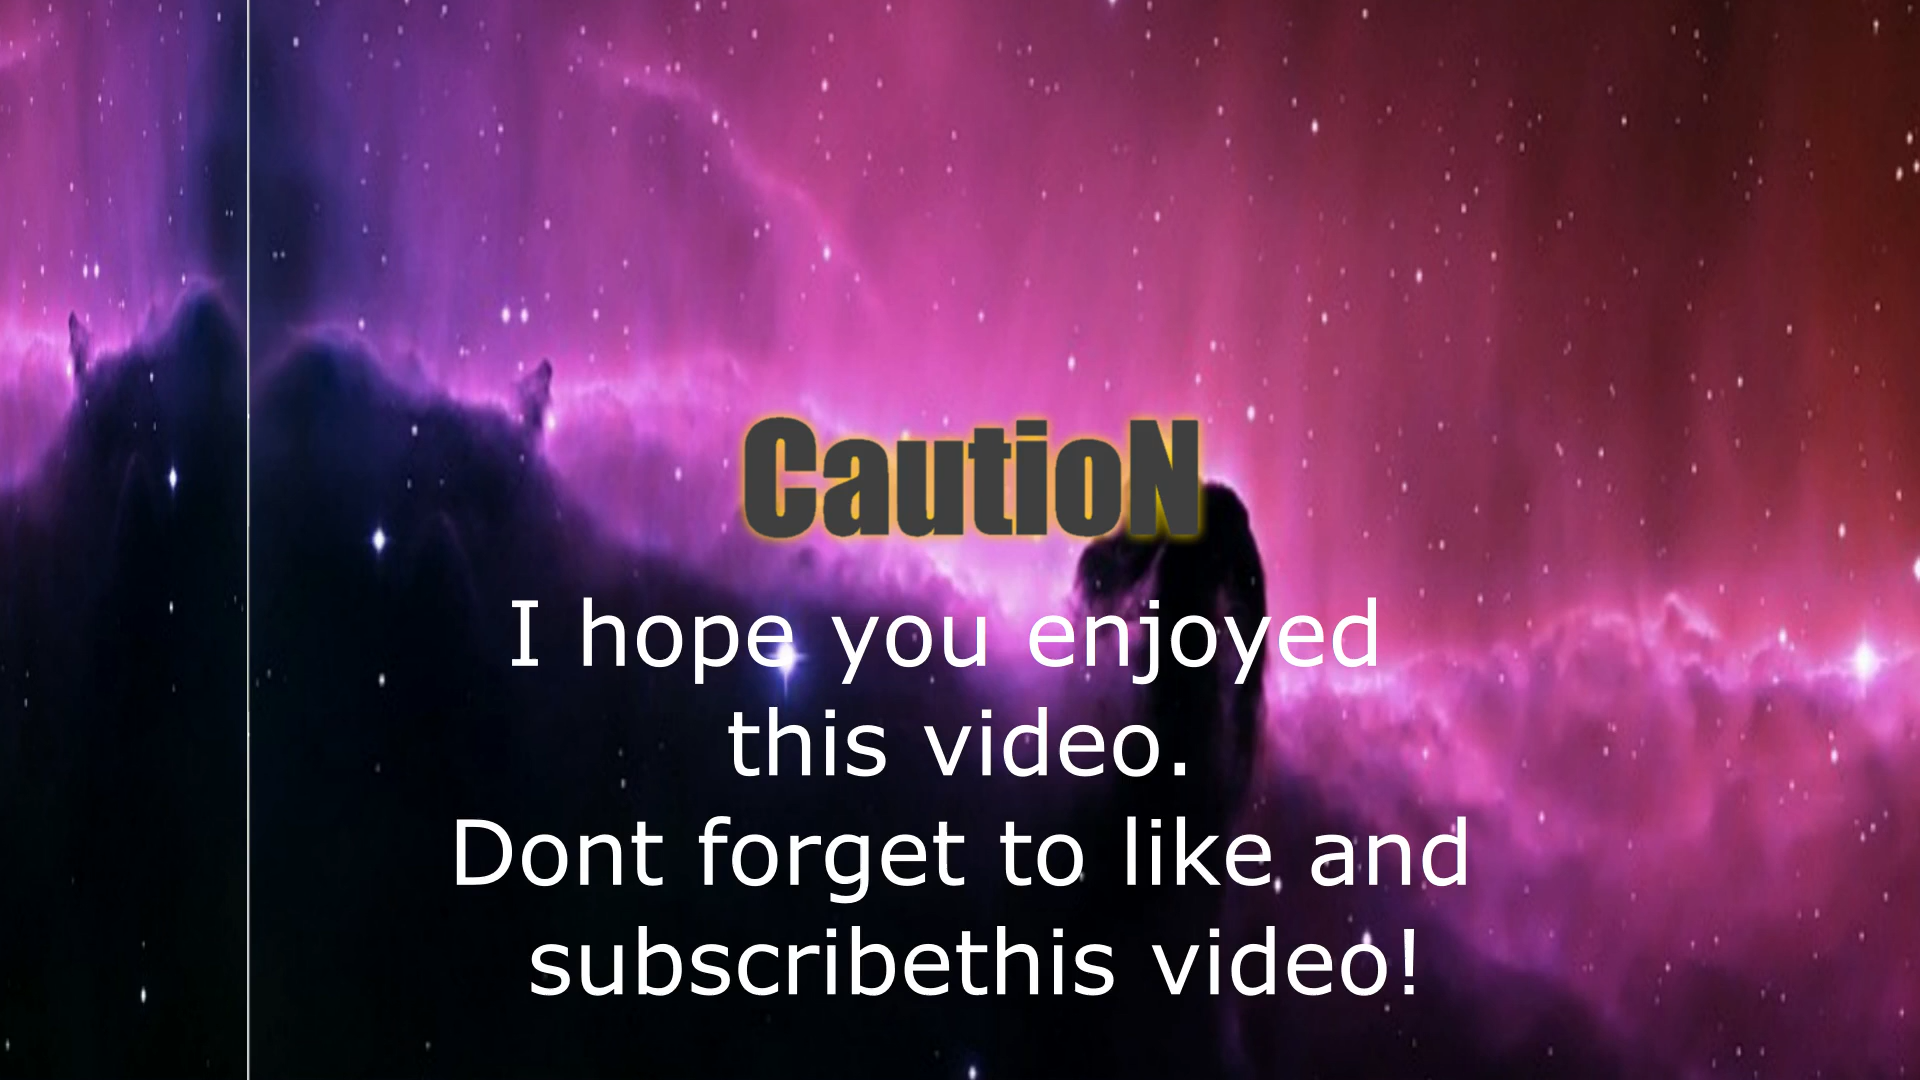 CautioN
I hope you enjoyed
this video.
Dont forget to like and
subscribethis video!